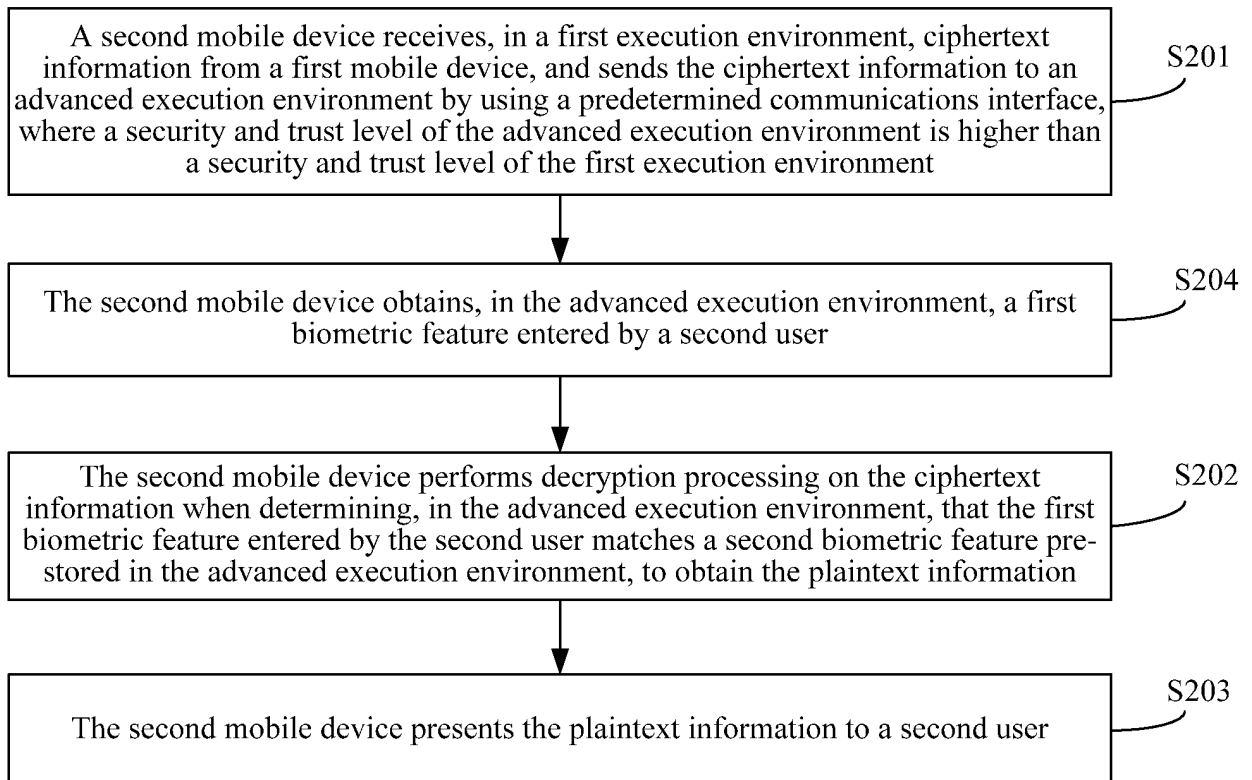 A second mobile device receives, in a first execution environment, ciphertext
information from a first mobile device, and sends the ciphertext information to an
advanced execution environment by using a predetermined communications interface,
where a security and trust level of the advanced execution environment is higher than
a security and trust level of the first execution environment
S201
The second mobile device obtains, in the advanced execution environment, a first
biometric feature entered by a second user
S204
The second mobile device performs decryption processing on the ciphertext
information when determining, in the advanced execution environment, that the first
biometric feature entered by the second user matches a second biometric feature pre-
stored in the advanced execution environment, to obtain the plaintext information
S202
The second mobile device presents the plaintext information to a second user
S203